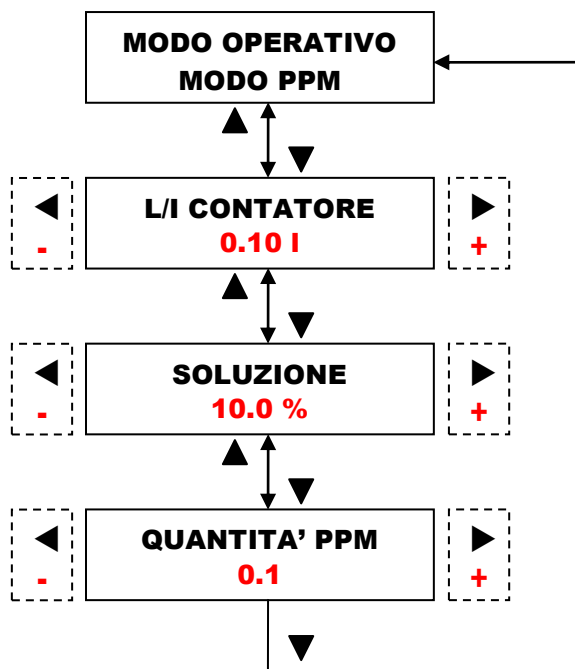 MODO OPERATIVO
MODO PPM
L/I CONTATORE
0.10 l
- +
SOLUZIONE
10.0 %
- +
QUANTITA’ PPM
0.1
- +